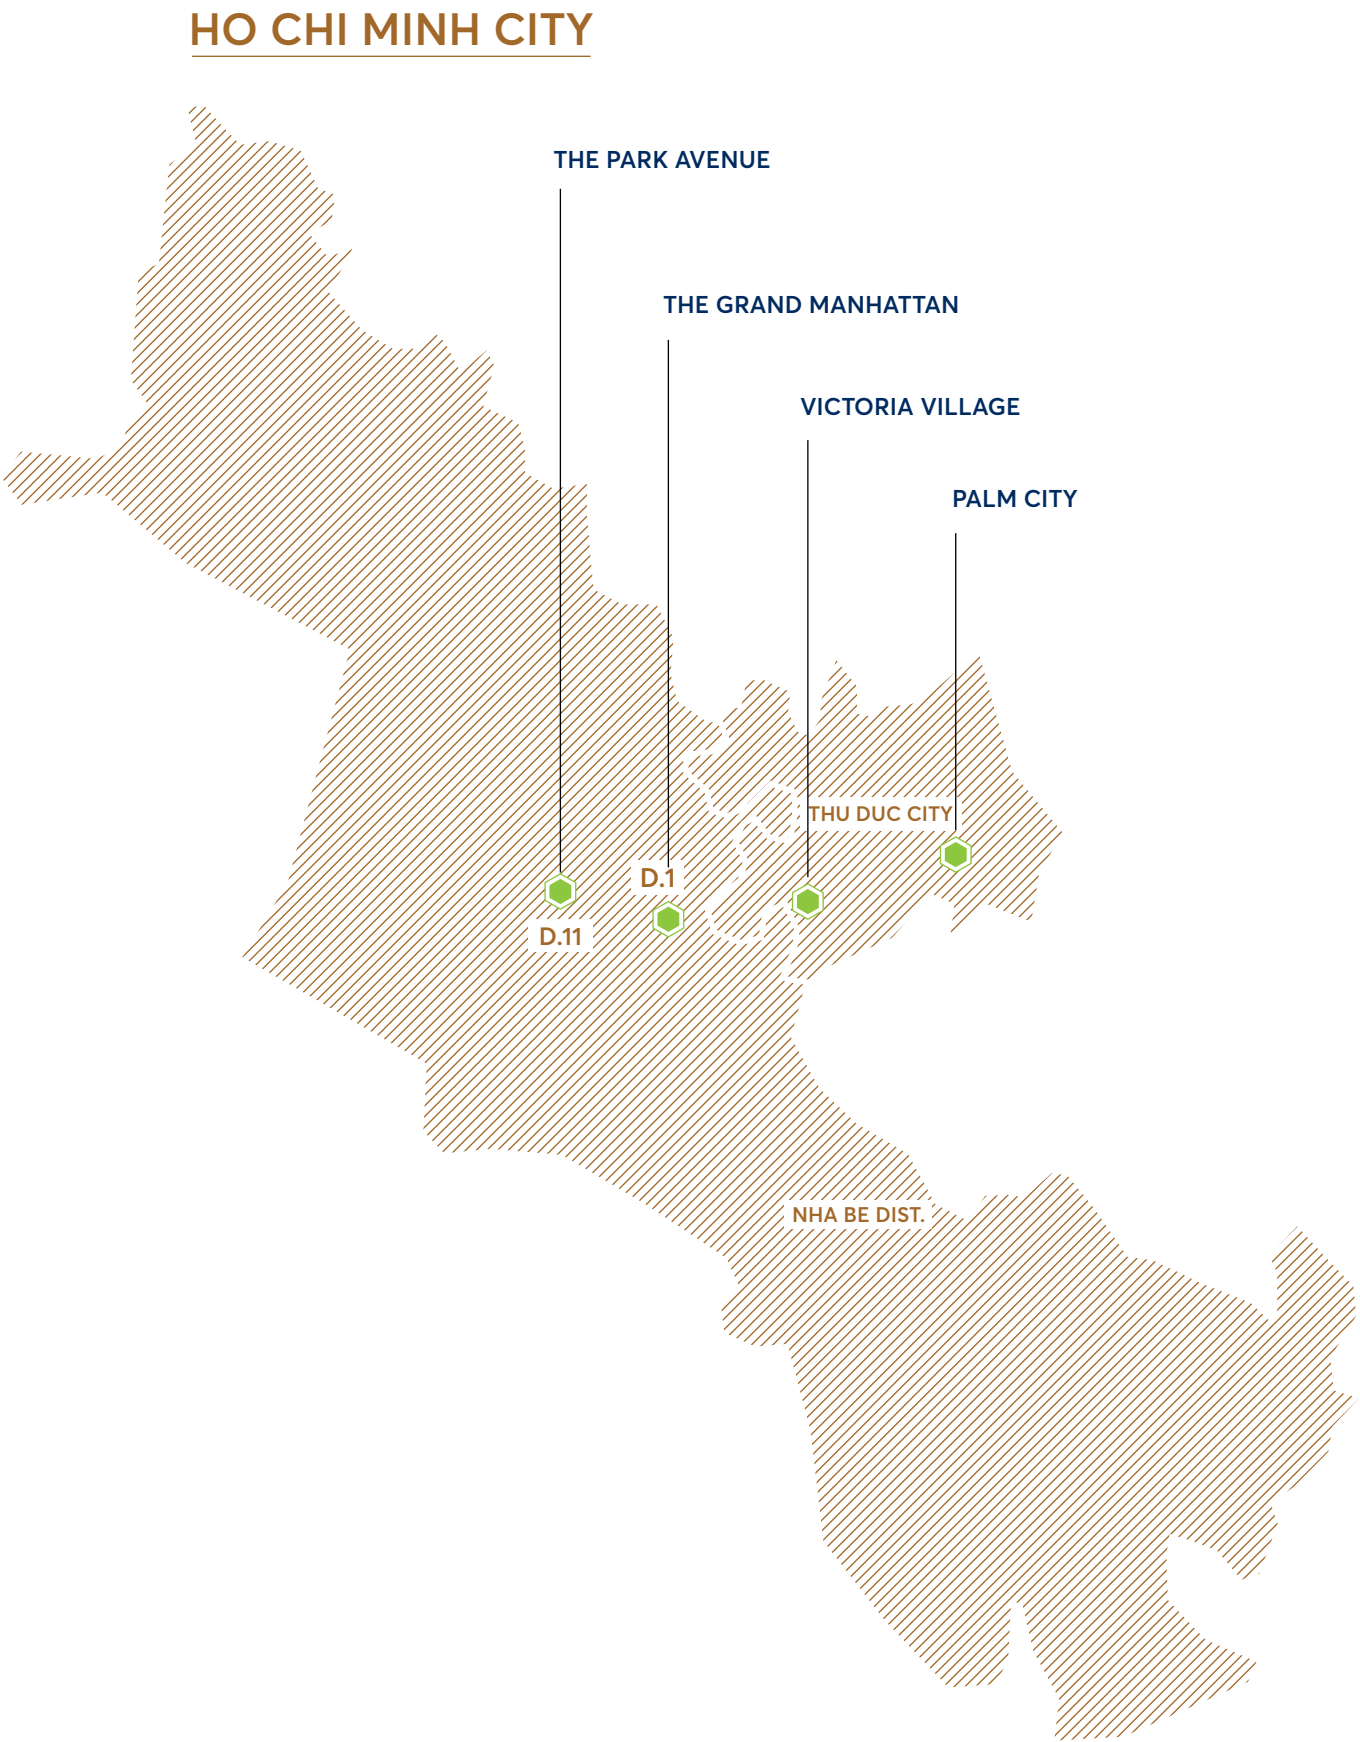 HO CHI MINH CITY
THE PARK AVENUE
THE GRAND MANHATTAN
VICTORIA VILLAGE
PALM CITY
THU DUC CITY
D.1
D.11
NHA BE DIST.